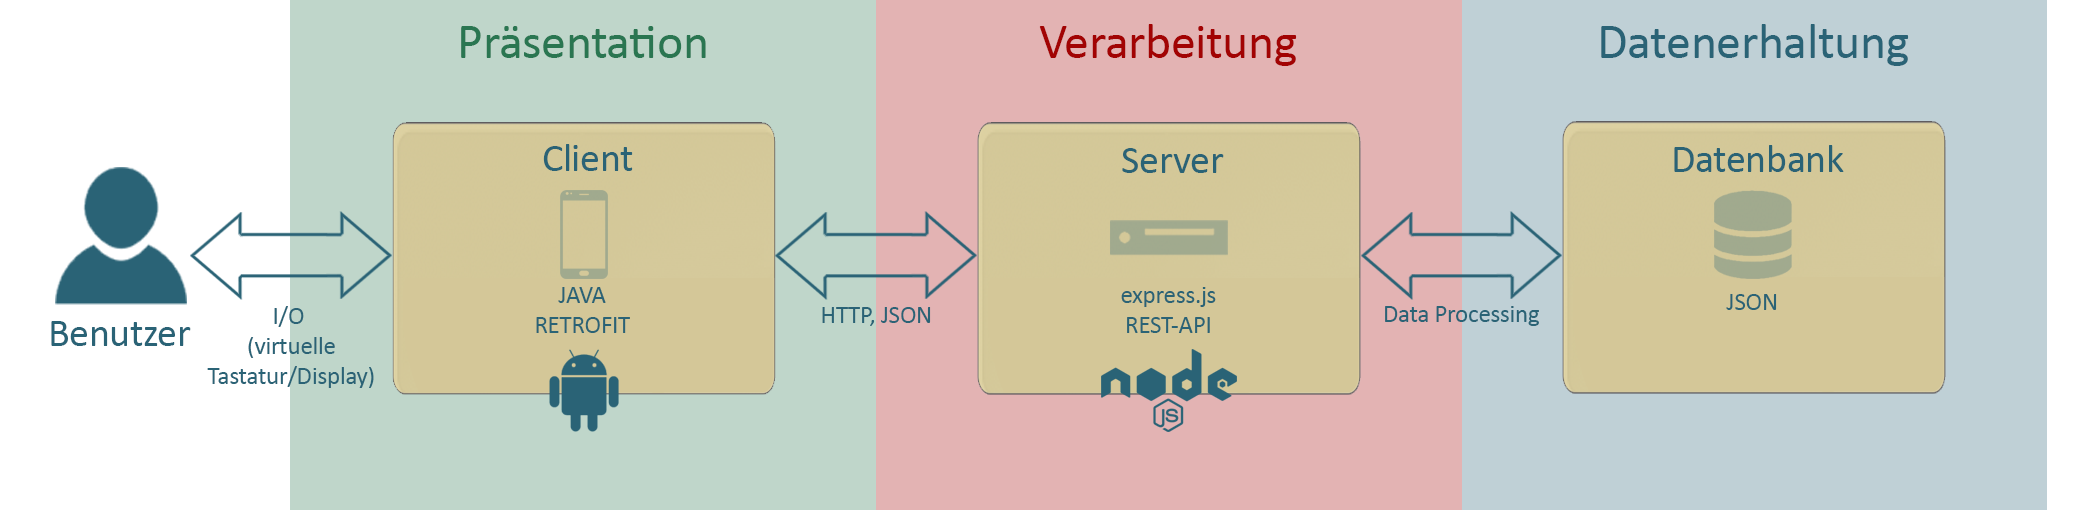 Präsentation
Verarbeitung
Datenerhaltung
Benutzer
I/O
(virtuelle
Tastatur/Display)
Client
JAVA
RETROFIT
HTTP, JSON
Server
express.js
REST-API
node
JS
Data Processing
Datenbank
JSON